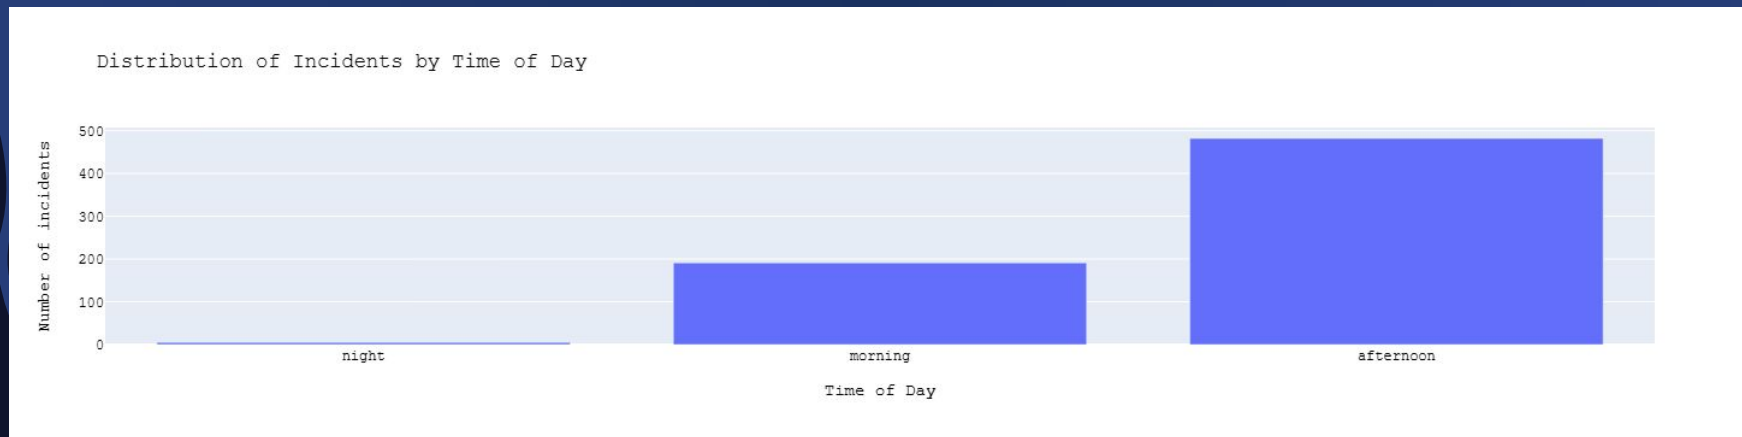 Distribution of Incidents by Time of Day
Number of incidents
500
400
300
200
100
0
night morning afternoon
Time of Day